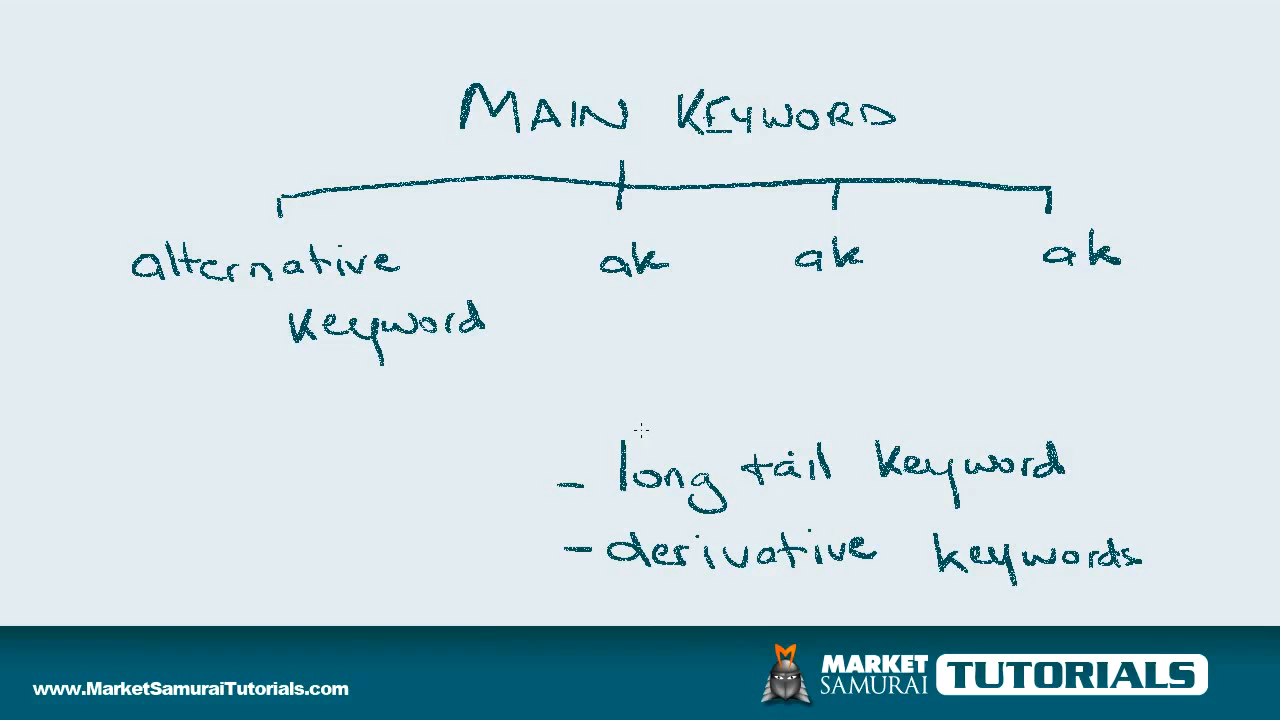 MAIN KEYWORD
alternative ak ak ak
keyword
- long tail keyword
- derivative keywords
www.MarketSamuraiTutorials.com
MARKET SAMURAI TUTORIALS